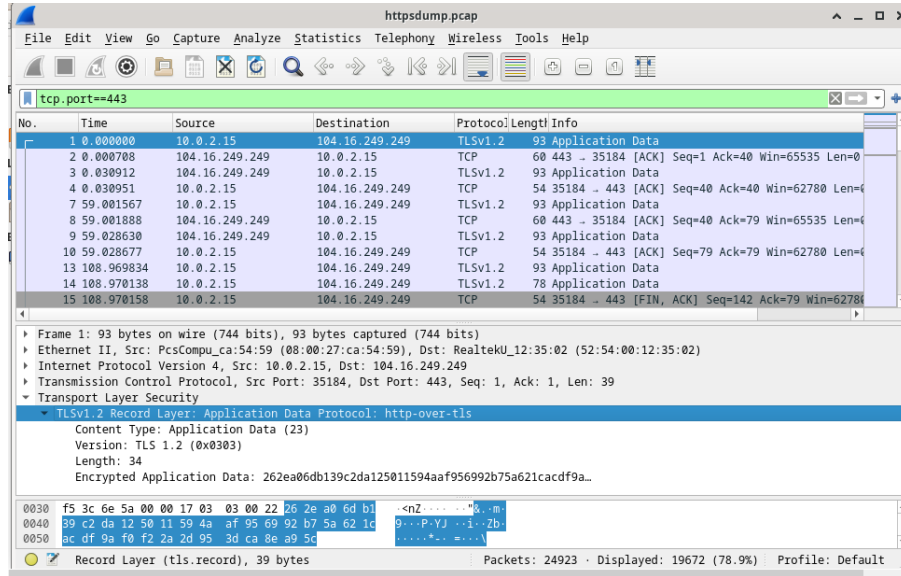 httpsdump.pcap
File Edit View Go Capture Analyze Statistics Telephony Wireless Tools Help
tcp.port==443
No. Time Source Destination Protocol Length Info
1 0.000000 10.0.2.15 104.16.249.249 TLSv1.2 93 Application Data
2 0.000708 104.16.249.249 10.0.2.15 TCP 60 443 → 35184 [ACK] Seq=1 Ack=40 Win=65535 Len=0
3 0.030912 104.16.249.249 10.0.2.15 TLSv1.2 93 Application Data
4 0.030951 10.0.2.15 104.16.249.249 TCP 54 35184 → 443 [ACK] Seq=40 Ack=40 Win=62780 Len=0
7 59.001567 10.0.2.15 104.16.249.249 TLSv1.2 93 Application Data
8 59.001888 104.16.249.249 10.0.2.15 TCP 60 443 → 35184 [ACK] Seq=40 Ack=79 Win=65535 Len=0
9 59.028630 104.16.249.249 10.0.2.15 TLSv1.2 93 Application Data
10 59.028677 10.0.2.15 104.16.249.249 TCP 54 35184 → 443 [ACK] Seq=79 Ack=79 Win=62780 Len=0
13 108.969834 10.0.2.15 104.16.249.249 TLSv1.2 93 Application Data
14 108.970138 10.0.2.15 104.16.249.249 TLSv1.2 78 Application Data
15 108.970158 10.0.2.15 104.16.249.249 TCP 54 35184 → 443 [FIN, ACK] Seq=142 Ack=79 Win=62780
Frame 1: 93 bytes on wire (744 bits), 93 bytes captured (744 bits)
Ethernet II, Src: PcsCompu_ca:54:59 (08:00:27:ca:54:59), Dst: RealtekU_12:35:02 (52:54:00:12:35:02)
Internet Protocol Version 4, Src: 10.0.2.15, Dst: 104.16.249.249
Transmission Control Protocol, Src Port: 35184, Dst Port: 443, Seq: 1, Ack: 1, Len: 39
Transport Layer Security
TLSv1.2 Record Layer: Application Data Protocol: http-over-tls
Content Type: Application Data (23)
Version: TLS 1.2 (0x0303)
Length: 34
Encrypted Application Data: 262ea06db139c2da125011594aaf956992b75a621cacdf9a…
0030 f5 3c 6e 5a 00 00 17 03 03 00 22 26 2e a0 6d b1 ·<nZ···· ··"&.·m·
0040 39 c2 da 12 50 11 59 4a af 95 69 92 b7 5a 62 1c 9···P·YJ ··i··Zb·
0050 ac df 9a f0 f2 2a 2d 95 3d ca 8e a9 5c ·····*-· =···\
Record Layer (tls.record), 39 bytes Packets: 24923 · Displayed: 19672 (78.9%) Profile: Default